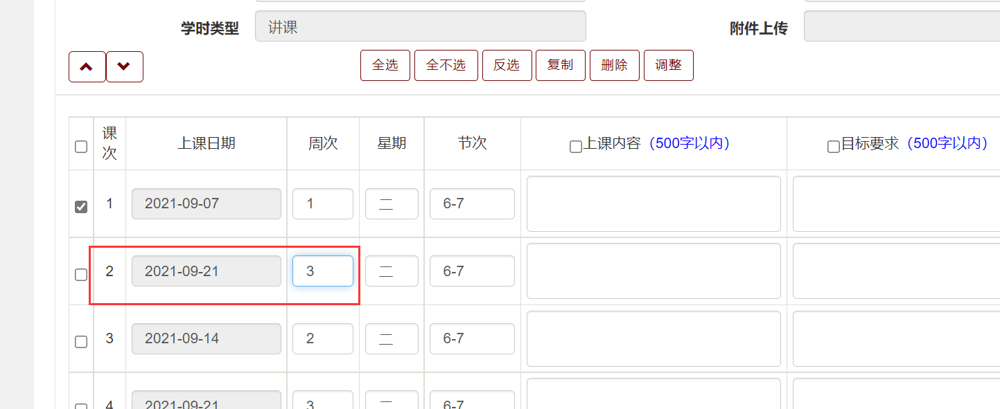 学时类型 讲课 附件上传
全选 全不选 反选 复制 删除 调整
课次 上课日期 周次 星期 节次 上课内容（500字以内） 目标要求（500字以内）
1 2021-09-07 1 二 6-7
2 2021-09-21 3 二 6-7
3 2021-09-14 2 二 6-7
4 2021-09-21 3 二 6-7